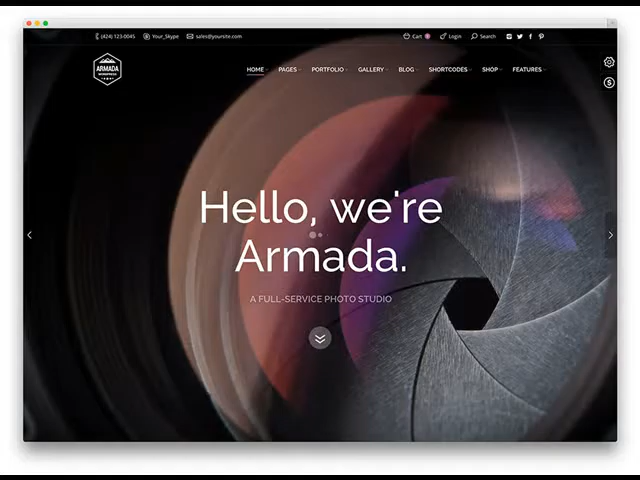 (424) 123-0045 Your_Skype sales@yoursite.com Cart Login Search
ARMADA
WORDPRESS
HOME PAGES PORTFOLIO GALLERY BLOG SHORTCODES SHOP FEATURES
Hello, we're
Armada.
A FULL-SERVICE PHOTO STUDIO